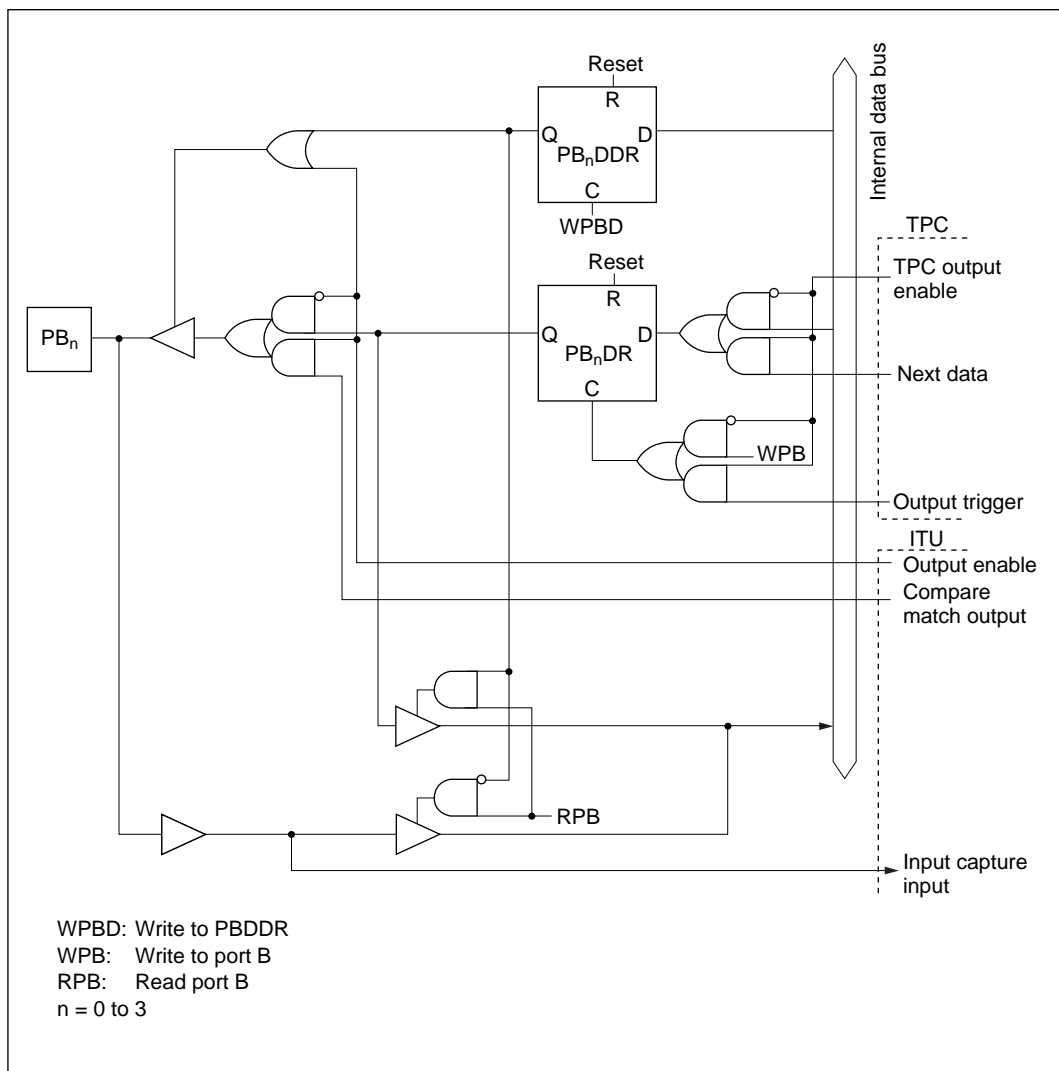 Reset
R
Q
D
PBnDDR
C
WPBD
Internal data bus
TPC
TPC output
enable
Reset
R
Q
D
PBnDR
C
PBn
Next data
WPB
Output trigger
ITU
Output enable
Compare
match output
RPB
Input capture
input
WPBD: Write to PBDDR
WPB: Write to port B
RPB: Read port B
n = 0 to 3